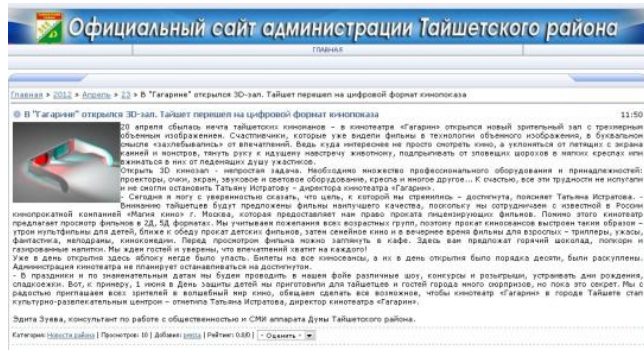 Официальный сайт администрации Тайшетского района
ГЛАВНАЯ
Главная » 2012 » Апрель » 23 » В "Гагарине" открылся 3D-зал. Тайшет перешел на цифровой формат кинопоказа
В "Гагарине" открылся 3D-зал. Тайшет перешел на цифровой формат кинопоказа 11:50
20 апреля сбылась мечта тайшетских киноманов – в кинотеатре «Гагарин» открылся новый зрительный зал с трехмерным
объемным изображением. Счастливчики, которые уже видели фильмы в технологии объемного изображения, в буквальном
смысле «захлебывались» от впечатлений. Ведь куда интереснее не просто смотреть кино, а уклоняться от летящих с экрана
камней и монстров, тянуть руку к идущему навстречу животному, подпрыгивать от зловещих шорохов в мягких креслах или
вжиматься в них от леденящих душу ужастиков.
Открыть 3D кинозал - непростая задача. Необходимо множество профессионального оборудования и принадлежностей:
проекторы, очки, экран, звуковое и световое оборудование, кресла и многое другое... К счастью, все эти трудности не испугали
и не смогли остановить Татьяну Истратову – директора кинотеатра «Гагарин».
- Сегодня я могу с уверенностью сказать, что цель, к которой мы стремились – достигнута, поясняет Татьяна Истратова. -
Вниманию тайшетцев будут предложены фильмы наилучшего качества, поскольку мы сотрудничаем с известной в России
кинопрокатной компанией «Магия кино» г. Москвы, которая предоставляет нам право проката лицензируемых фильмов. Помимо этого кинотеатр
предлагает просмотр фильмов в 2Д, 5Д форматах. Мы учитывая пожелания всех возрастных групп, поэтому прокат киносеансов выстроен таким образом –
утром мультфильмы для детей, ближе к обеду прокат детских фильмов, затем семейное кино и в вечернее время фильмы для взрослых – триллеры, ужасы,
фантастика, мелодрамы, кинокомедии. Перед просмотром фильма можно заглянуть в кафе. Здесь вам предложат горячий шоколад, попкорн и
газированные напитки. Мы ждем гостей и уверены, что впечатлений хватит на каждого!
Уже в день открытия здесь яблоку негде было упасть. Билеты на все киносеансы, а их в день открытия было порядка десяти, были раскуплены.
Администрация кинотеатра не планирует останавливаться на достигнутом.
- В праздники и по знаменательным датам мы будем проводить в нашем фойе различные шоу, конкурсы и розыгрыши, устраивать дни рождения,
сладкоежки. Вот, к примеру, 1 июня в День защиты детей мы приготовили для тайшетцев и гостей города много сюрпризов, но пока это секрет. Мы с
радостью приглашаем всех зрителей в волшебный мир кино, обещаем сделать все возможное, чтобы кинотеатр «Гагарин» в городе Тайшете стал
культурно-развлекательным центром – отметила Татьяна Истратова, директор кинотеатра «Гагарин».
Эдита Зуева, консультант по работе с общественностью и СМИ аппарата Думы Тайшетского района.
Категория: Новости района | Просмотров: 10 | Добавил: | Рейтинг: 0.0/0 | - Оценить -